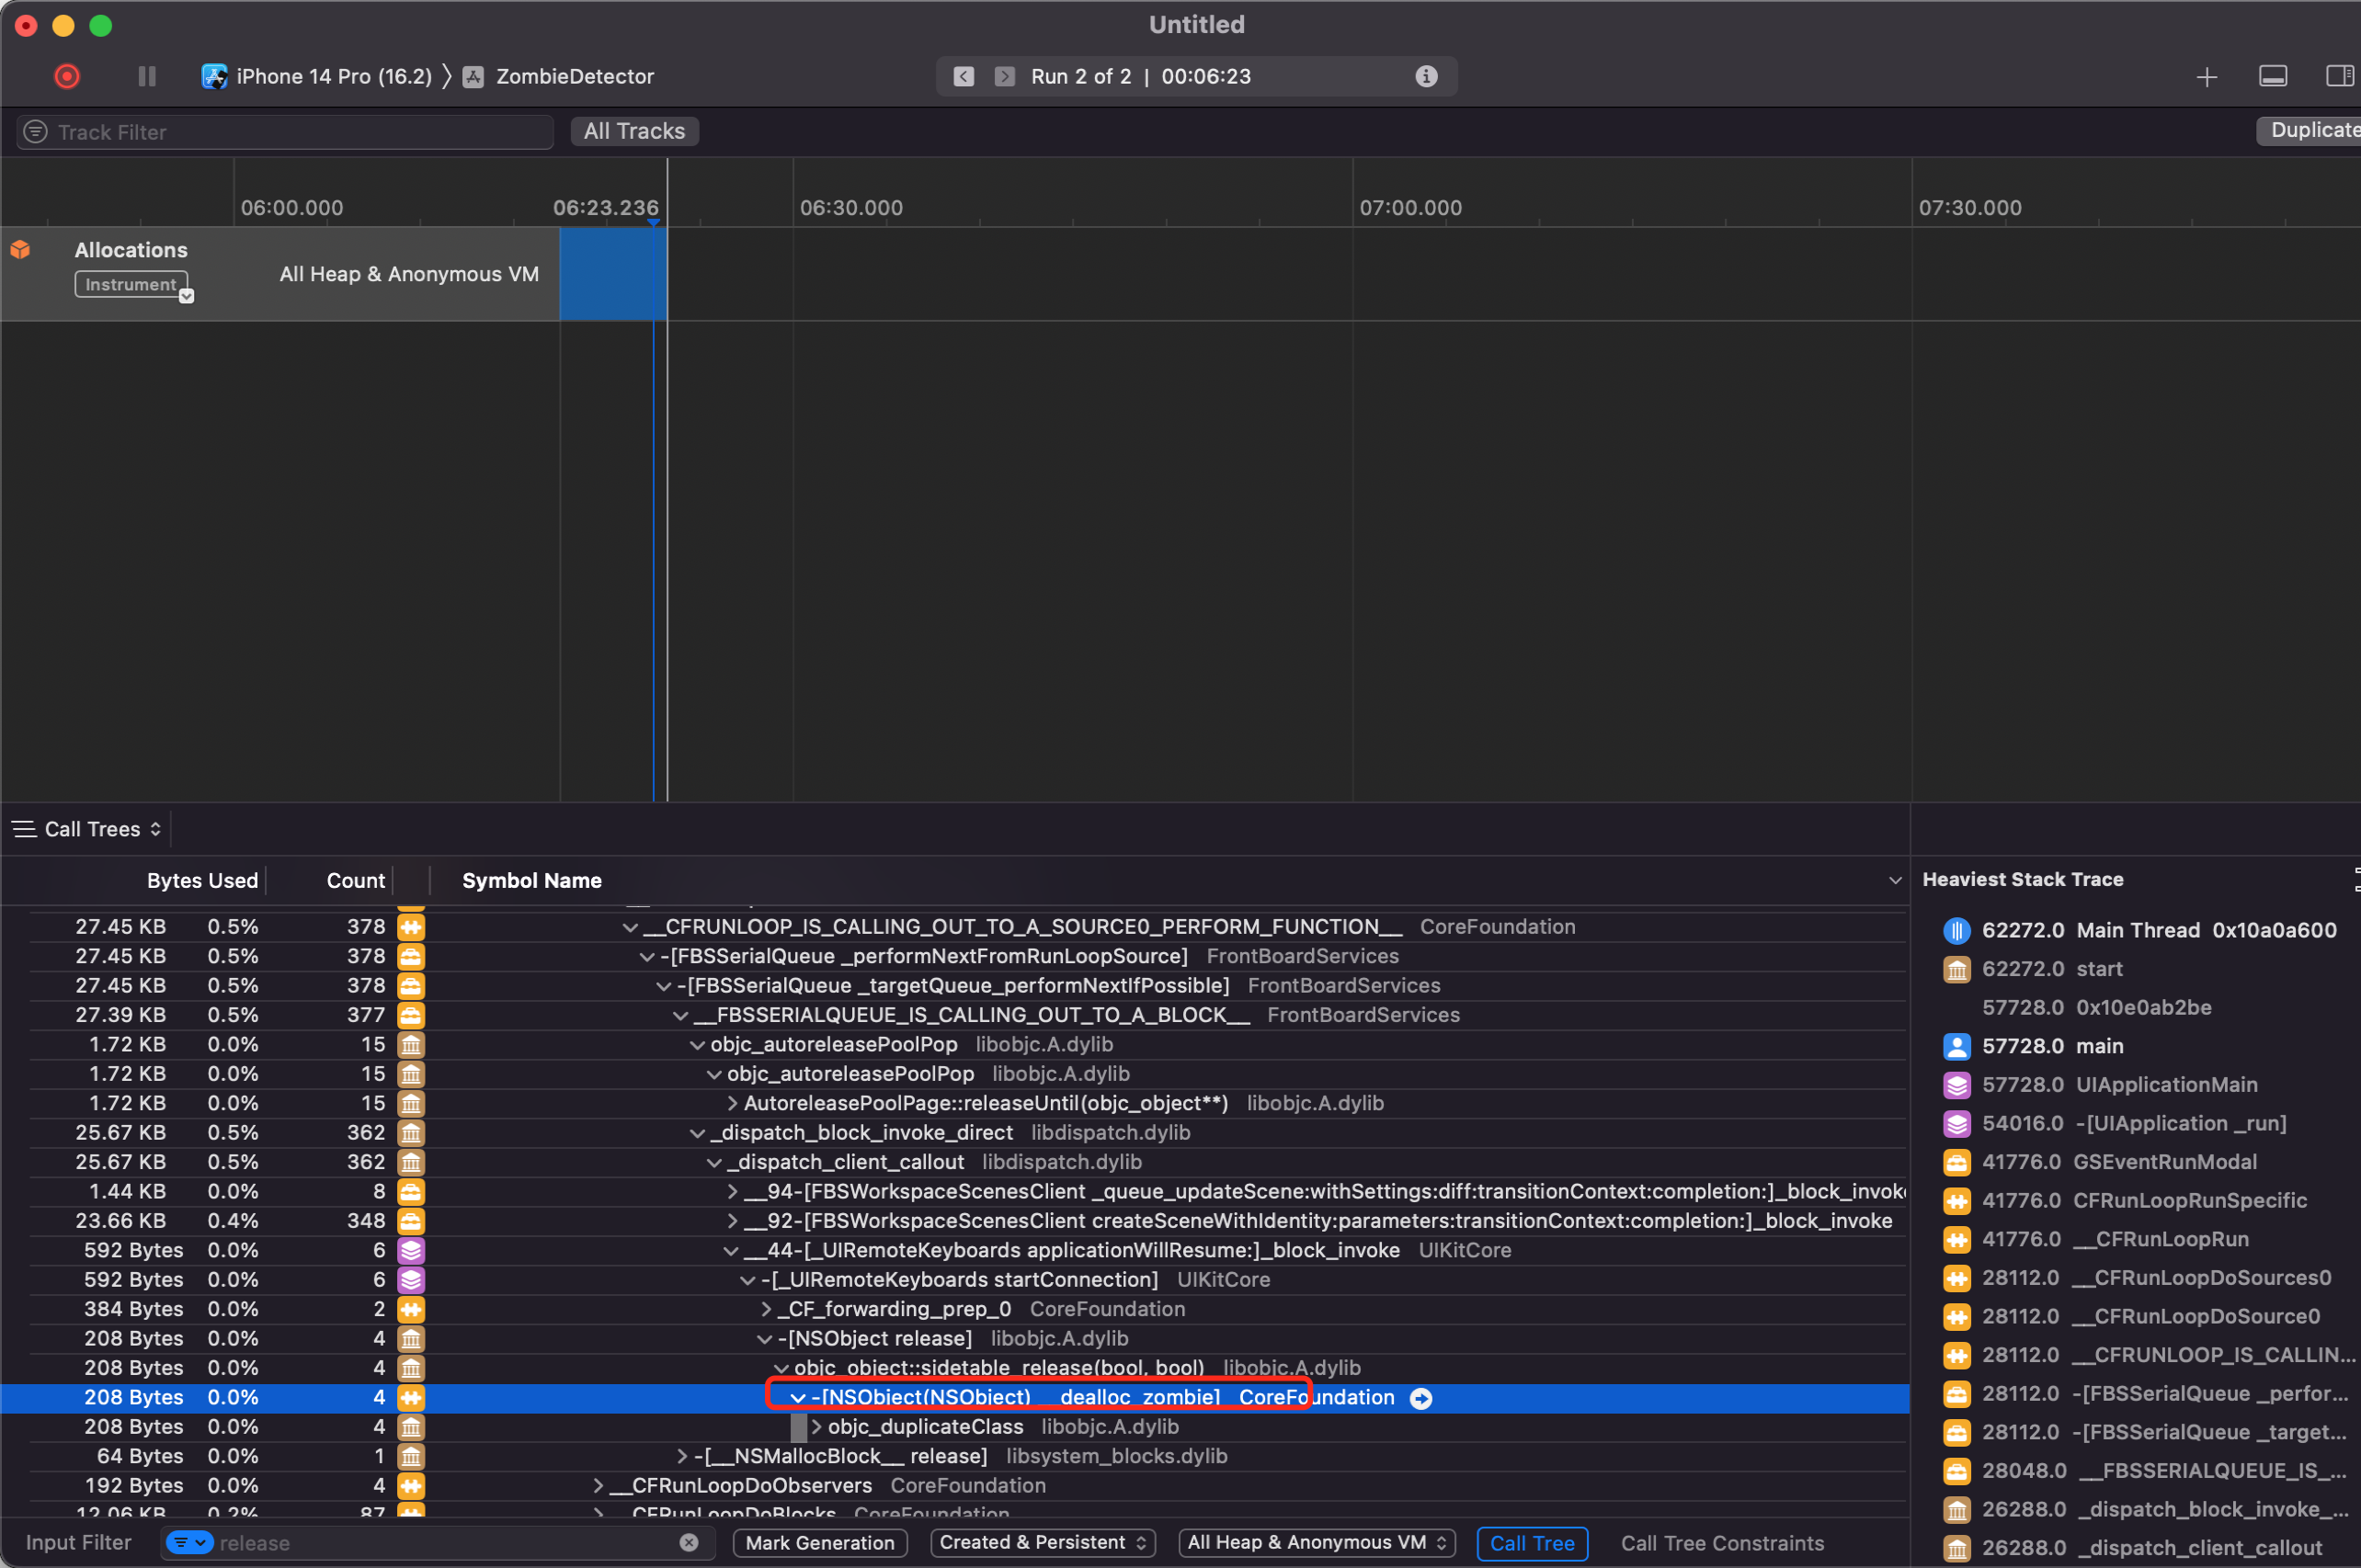 Untitled
iPhone 14 Pro (16.2) 〉 ZombieDetector
Run 2 of 2 | 00:06:23
Track Filter
All Tracks
Duplicate
06:00.000 06:23.236 06:30.000 07:00.000 07:30.000
Allocations
Instrument
All Heap & Anonymous VM
Call Trees
Bytes Used Count Symbol Name
27.45 KB 0.5% 378 __CFRUNLOOP_IS_CALLING_OUT_TO_A_SOURCE0_PERFORM_FUNCTION__ CoreFoundation
27.45 KB 0.5% 378 -[FBSSerialQueue _performNextFromRunLoopSource] FrontBoardServices
27.45 KB 0.5% 378 -[FBSSerialQueue _targetQueue_performNextIfPossible] FrontBoardServices
27.39 KB 0.5% 377 __FBSSERIALQUEUE_IS_CALLING_OUT_TO_A_BLOCK__ FrontBoardServices
1.72 KB 0.0% 15 objc_autoreleasePoolPop libobjc.A.dylib
1.72 KB 0.0% 15 objc_autoreleasePoolPop libobjc.A.dylib
1.72 KB 0.0% 15 AutoreleasePoolPage::releaseUntil(objc_object**) libobjc.A.dylib
25.67 KB 0.5% 362 _dispatch_block_invoke_direct libdispatch.dylib
25.67 KB 0.5% 362 _dispatch_client_callout libdispatch.dylib
1.44 KB 0.0% 8 __94-[FBSWorkspaceScenesClient _queue_updateScene:withSettings:diff:transitionContext:completion:]_block_invoke
23.66 KB 0.4% 348 __92-[FBSWorkspaceScenesClient createSceneWithIdentity:parameters:transitionContext:completion:]_block_invoke
592 Bytes 0.0% 6 __44-[_UIRemoteKeyboards applicationWillResume:]_block_invoke UIKitCore
592 Bytes 0.0% 6 -[_UIRemoteKeyboards startConnection] UIKitCore
384 Bytes 0.0% 2 _CF_forwarding_prep_0 CoreFoundation
208 Bytes 0.0% 4 -[NSObject release] libobjc.A.dylib
208 Bytes 0.0% 4 objc_object::sidetable_release(bool, bool) libobjc.A.dylib
208 Bytes 0.0% 4 -[NSObject(NSObject) __dealloc_zombie] CoreFoundation
208 Bytes 0.0% 4 objc_duplicateClass libobjc.A.dylib
64 Bytes 0.0% 1 -[__NSMallocBlock__ release] libsystem_blocks.dylib
192 Bytes 0.0% 4 __CFRunLoopDoObservers CoreFoundation
12.06 KB 0.2% 87 __CFRunLoopDoBlocks CoreFoundation
Heaviest Stack Trace
62272.0 Main Thread 0x10a0a600
62272.0 start
57728.0 0x10e0ab2be
57728.0 main
57728.0 UIApplicationMain
54016.0 -[UIApplication _run]
41776.0 GSEventRunModal
41776.0 CFRunLoopRunSpecific
41776.0 __CFRunLoopRun
28112.0 __CFRunLoopDoSources0
28112.0 __CFRunLoopDoSource0
28112.0 __CFRUNLOOP_IS_CALLIN...
28112.0 -[FBSSerialQueue _perfor...
28112.0 -[FBSSerialQueue _target...
28048.0 __FBSSERIALQUEUE_IS_...
26288.0 _dispatch_block_invoke_...
26288.0 _dispatch_client_callout
Input Filter release Mark Generation Created & Persistent All Heap & Anonymous VM Call Tree Call Tree Constraints